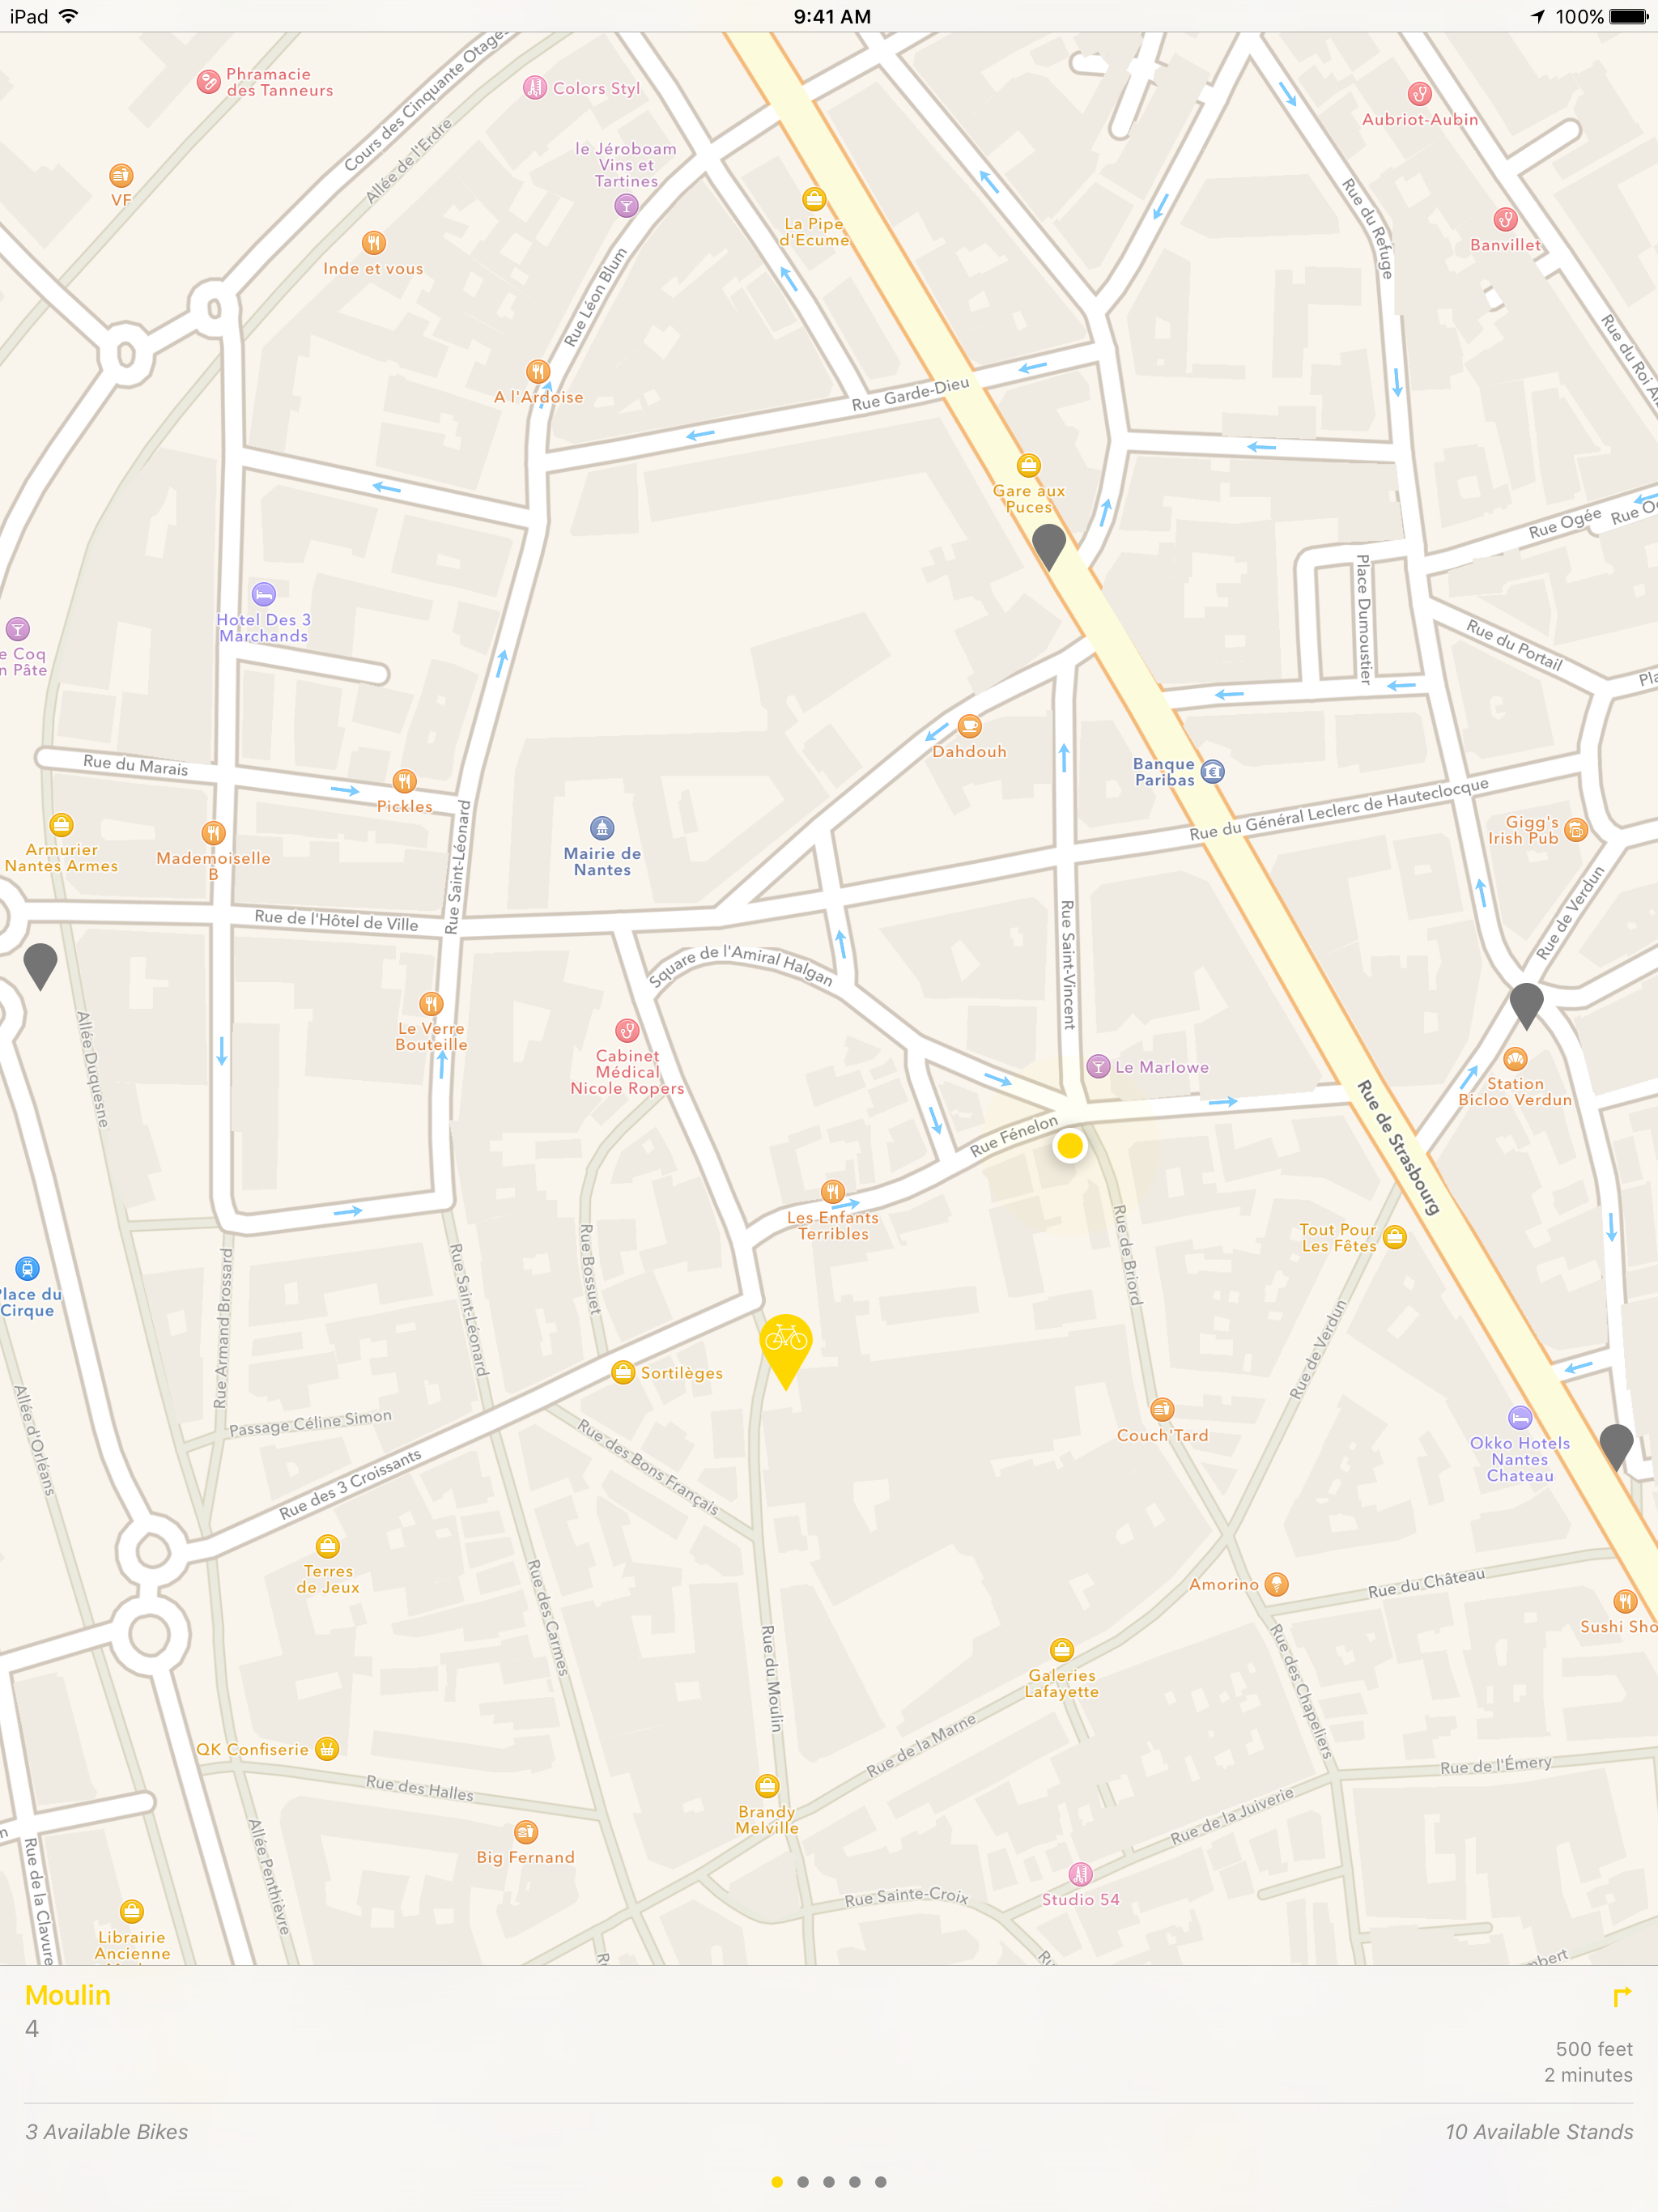 iPad
9:41 AM
100%
Phramacie
des Tanneurs
Cours des Cinquante Otages
Allée de l'Erdre
Colors Styl
Aubriot-Aubin
le Jéroboam
Vins et
Tartines
VF
La Pipe
d'Ecume
Rue du Refuge
Banvillet
Inde et vous
Rue Léon Blum
Rue du Roi Al
A l'Ardoise
Rue Garde-Dieu
Gare aux
Puces
Rue Ogée
Rue O
Hotel Des 3
Marchands
Place Dumoustier
Rue du Portail
e Coq
n Pâte
Pla
Dahdouh
Rue du Marais
Pickles
Banque
Paribas
Rue du Général Leclerc de Hauteclocque
Gigg's
Irish Pub
Armurier
Nantes Armes
Mademoiselle
B
Rue Saint-Léonard
Mairie de
Nantes
Rue de l'Hôtel de Ville
Rue de Verdun
Square de l'Amiral Halgan
Rue Saint-Vincent
Allée Duquesne
Le Verre
Bouteille
Cabinet
Médical
Nicole Ropers
Le Marlowe
Station
Bicloo Verdun
Rue Fénelon
Rue de Strasbourg
Les Enfants
Terribles
Rue de Briord
Tout Pour
Les Fêtes
Place du
Cirque
Rue Armand Brossard
Rue Saint-Léonard
Rue Bossuet
Rue de Verdun
Sortilèges
Allée d'Orléans
Passage Céline Simon
Rue des Bons Français
Couch'Tard
Okko Hotels
Nantes
Chateau
Rue des 3 Croissants
Terres
de Jeux
Rue des Carmes
Amorino
Rue du Château
Sushi Sho
Rue du Moulin
Galeries
Lafayette
Rue des Chapeliers
QK Confiserie
Rue de la Marne
Rue de l'Émery
Rue des Halles
Brandy
Melville
Rue de la Juiverie
Allée Penthièvre
Big Fernand
Rue de la Clavure
Rue Sainte-Croix
Studio 54
Librairie
Ancienne
Ru
Ru
mbert
Moulin
4
500 feet
2 minutes
3 Available Bikes
10 Available Stands